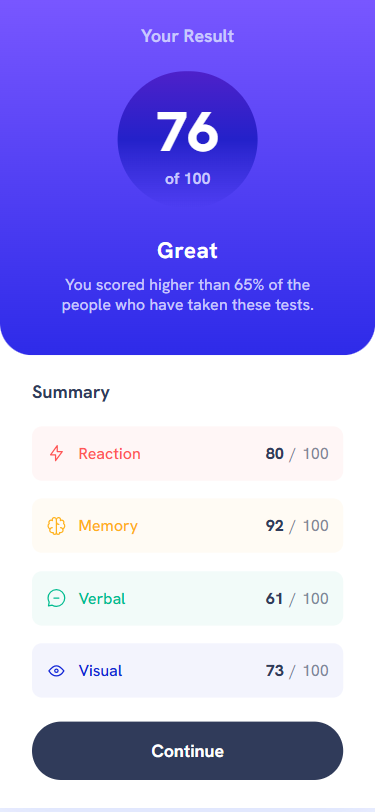 Your Result
76
of 100
Great
You scored higher than 65% of the
people who have taken these tests.
Summary
Reaction 80 / 100
Memory 92 / 100
Verbal 61 / 100
Visual 73 / 100
Continue